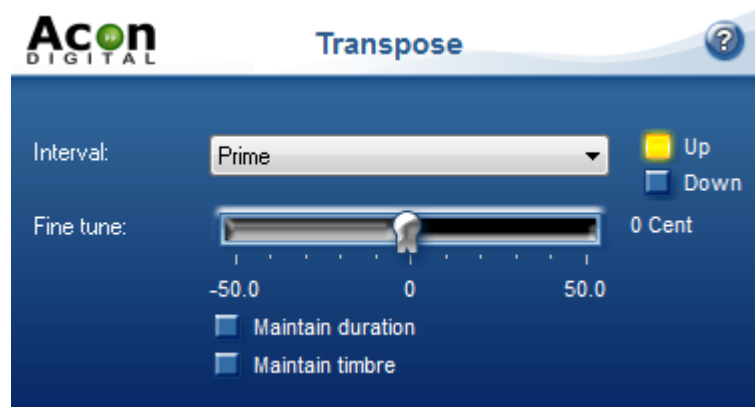 Acon
DIGITAL
Transpose
?
Interval:
Prime
Up
Down
Fine tune:
0 Cent
-50.0 0 50.0
Maintain duration
Maintain timbre